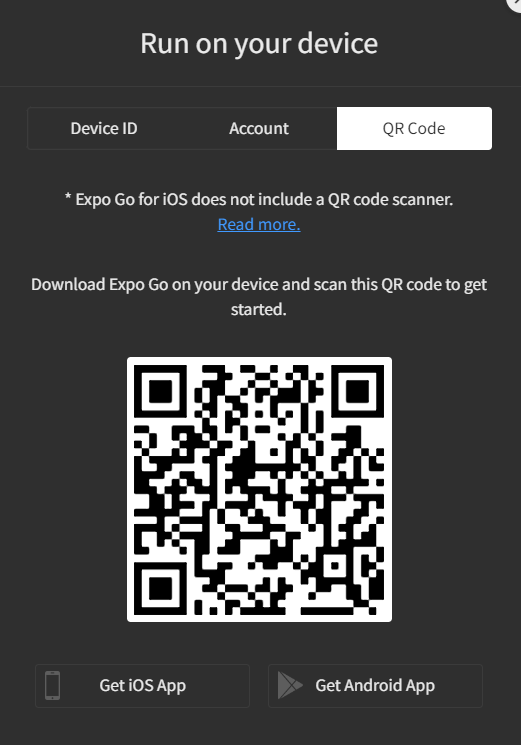 Run on your device
Device ID
Account
QR Code
* Expo Go for iOS does not include a QR code scanner.
Read more.
Download Expo Go on your device and scan this QR code to get
started.
Get iOS App
Get Android App